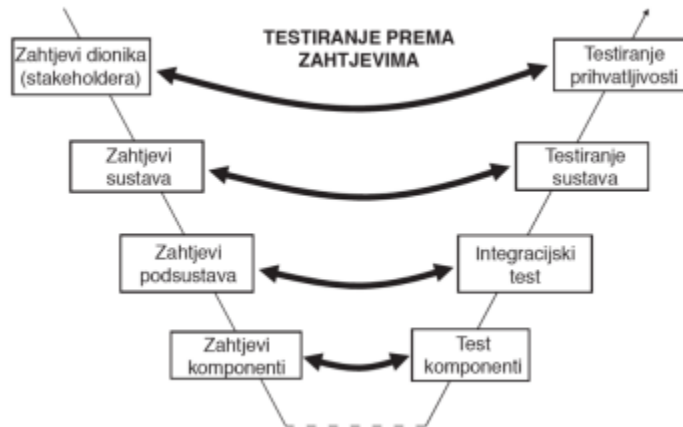 TESTIRANJE PREMA
ZAHTJEVIMA
Zahtjevi dionika
(stakeholdera)
Testiranje
prihvatljivosti
Zahtjevi
sustava
Testiranje
sustava
Zahtjevi
podsustava
Integracijski
test
Zahtjevi
komponenti
Test
komponenti